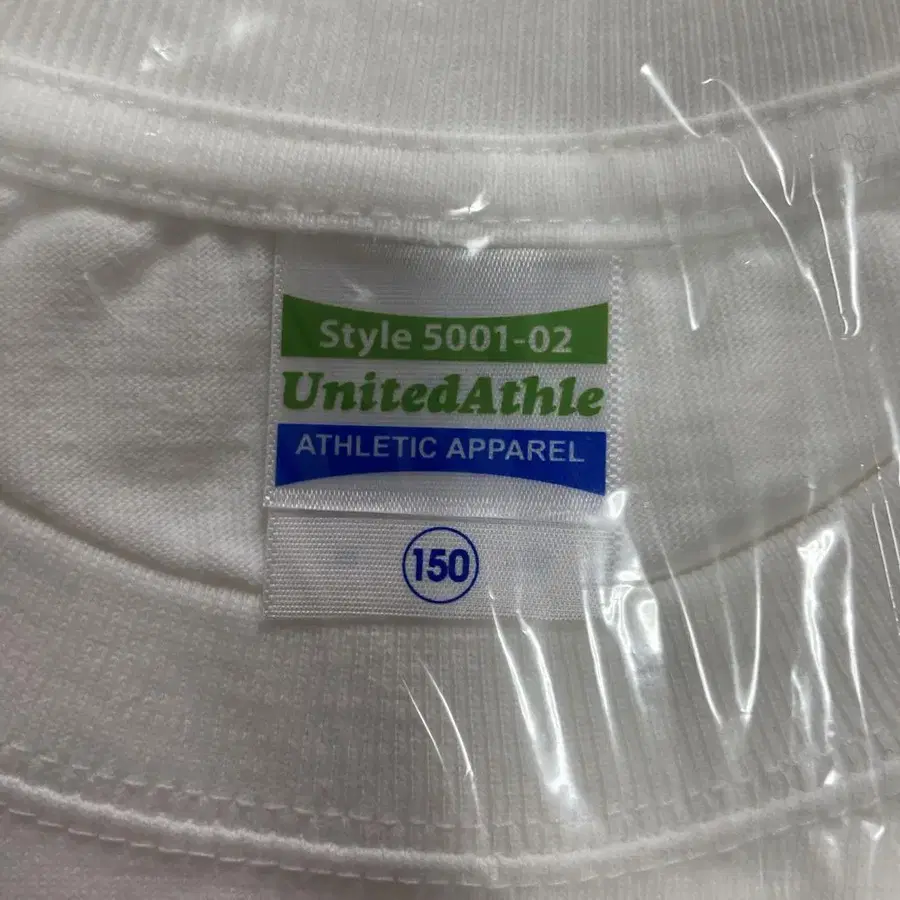 Style 5001-02
UnitedAthle
ATHLETIC APPAREL
150